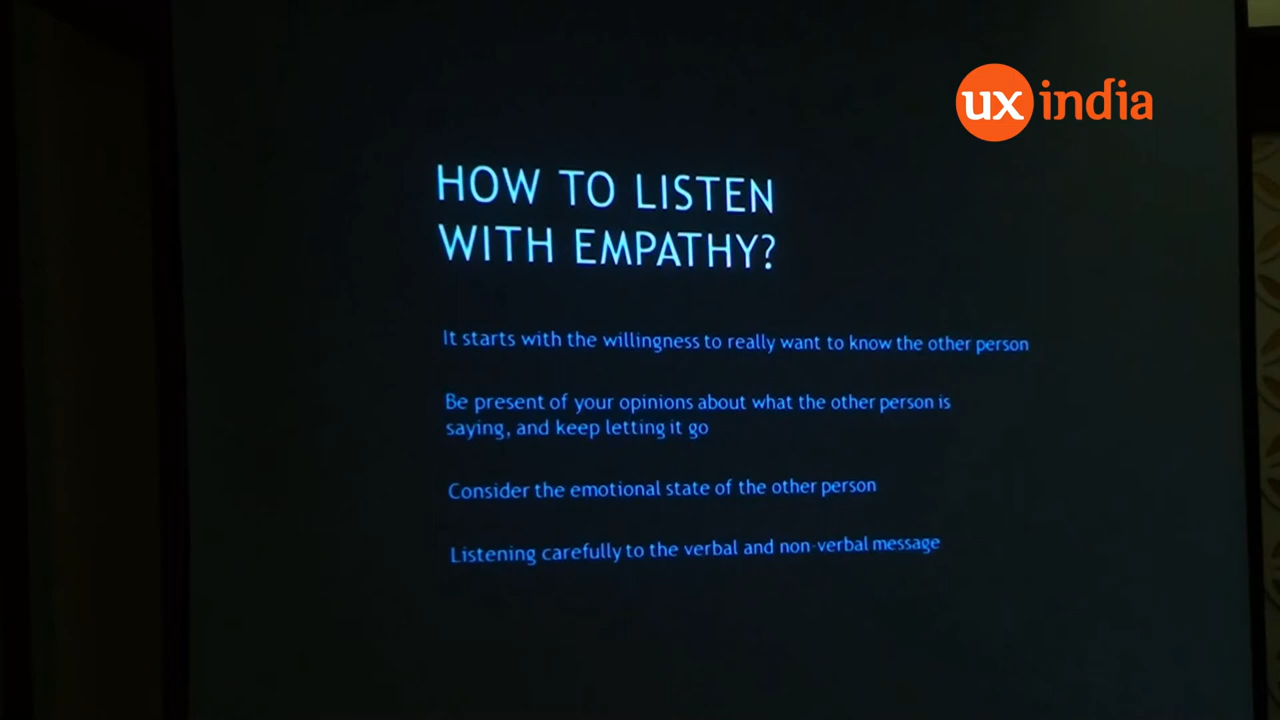 ux india
HOW TO LISTEN
WITH EMPATHY?
It starts with the willingness to really want to know the other person
Be present of your opinions about what the other person is
saying, and keep letting it go
Consider the emotional state of the other person
Listening carefully to the verbal and non-verbal message